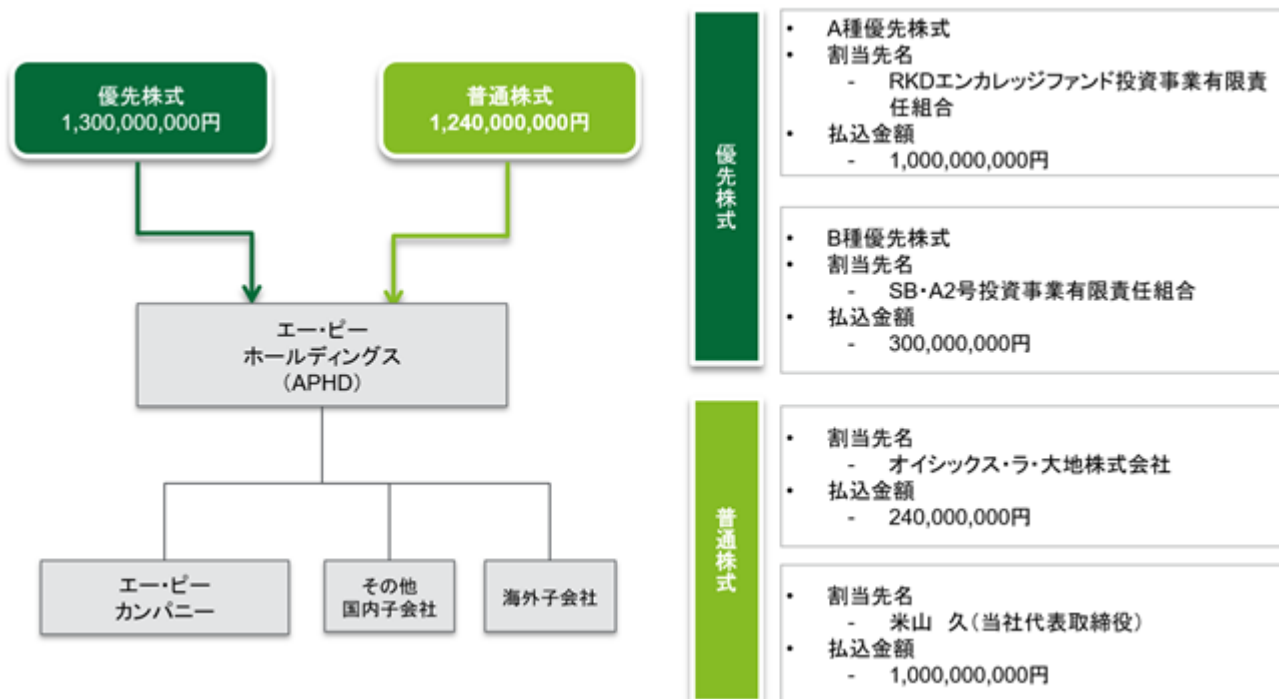 優先株式
1,300,000,000円
普通株式
1,240,000,000円
エー・ピー
ホールディングス
(APHD)
エー・ピー
カンパニー
その他
国内子会社
海外子会社
優先株式
• A種優先株式
• 割当先名
- RKDエンカレッジファンド投資事業有限責
任組合
• 払込金額
- 1,000,000,000円
• B種優先株式
• 割当先名
- SB・A2号投資事業有限責任組合
• 払込金額
- 300,000,000円
普通株式
• 割当先名
- オイシックス・ラ・大地株式会社
• 払込金額
- 240,000,000円
• 割当先名
- 米山　久(当社代表取締役)
• 払込金額
- 1,000,000,000円